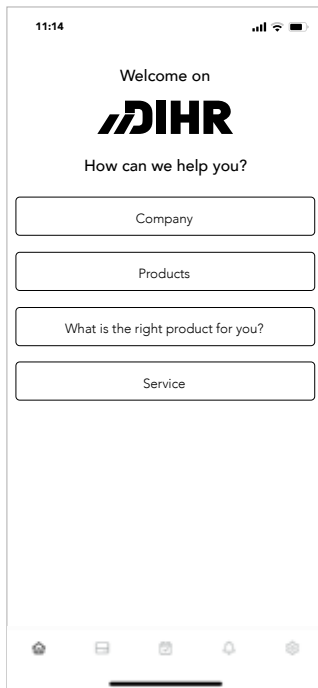 11:14
Welcome on
DIHR
How can we help you?
Company
Products
What is the right product for you?
Service